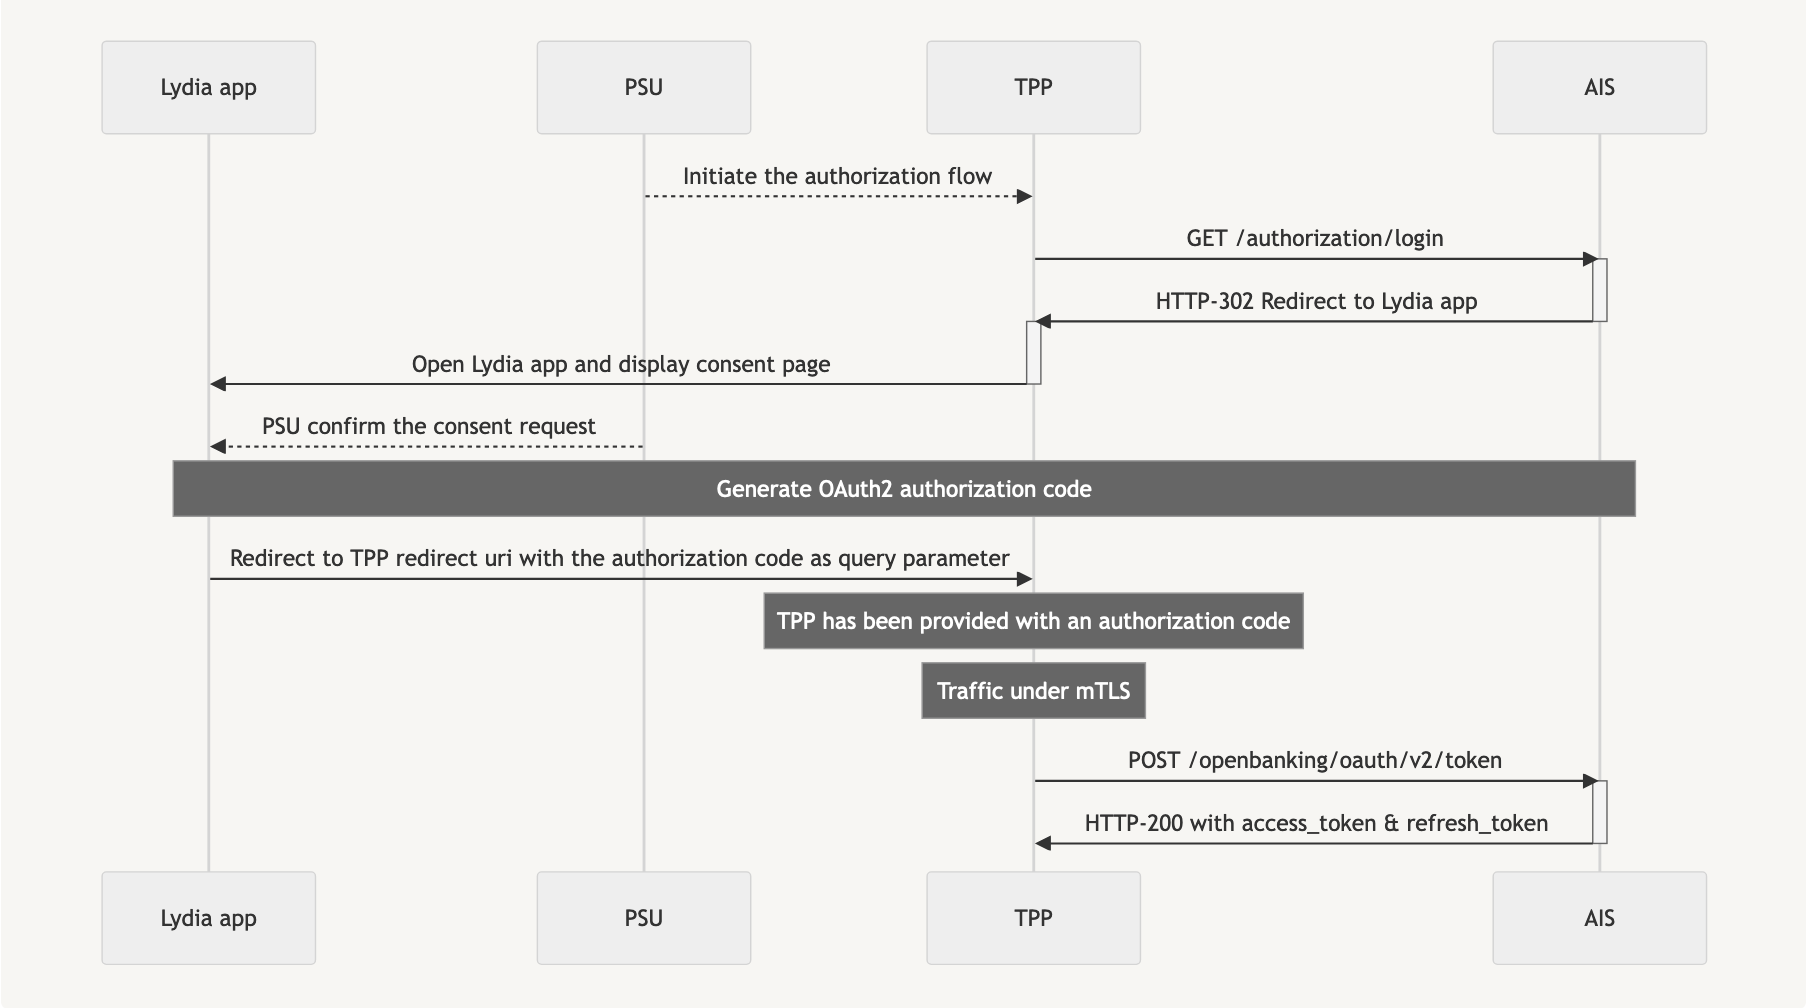 Lydia app
PSU
TPP
AIS
Initiate the authorization flow
GET /authorization/login
HTTP-302 Redirect to Lydia app
Open Lydia app and display consent page
PSU confirm the consent request
Generate OAuth2 authorization code
Redirect to TPP redirect uri with the authorization code as query parameter
TPP has been provided with an authorization code
Traffic under mTLS
POST /openbanking/oauth/v2/token
HTTP-200 with access_token & refresh_token
Lydia app
PSU
TPP
AIS